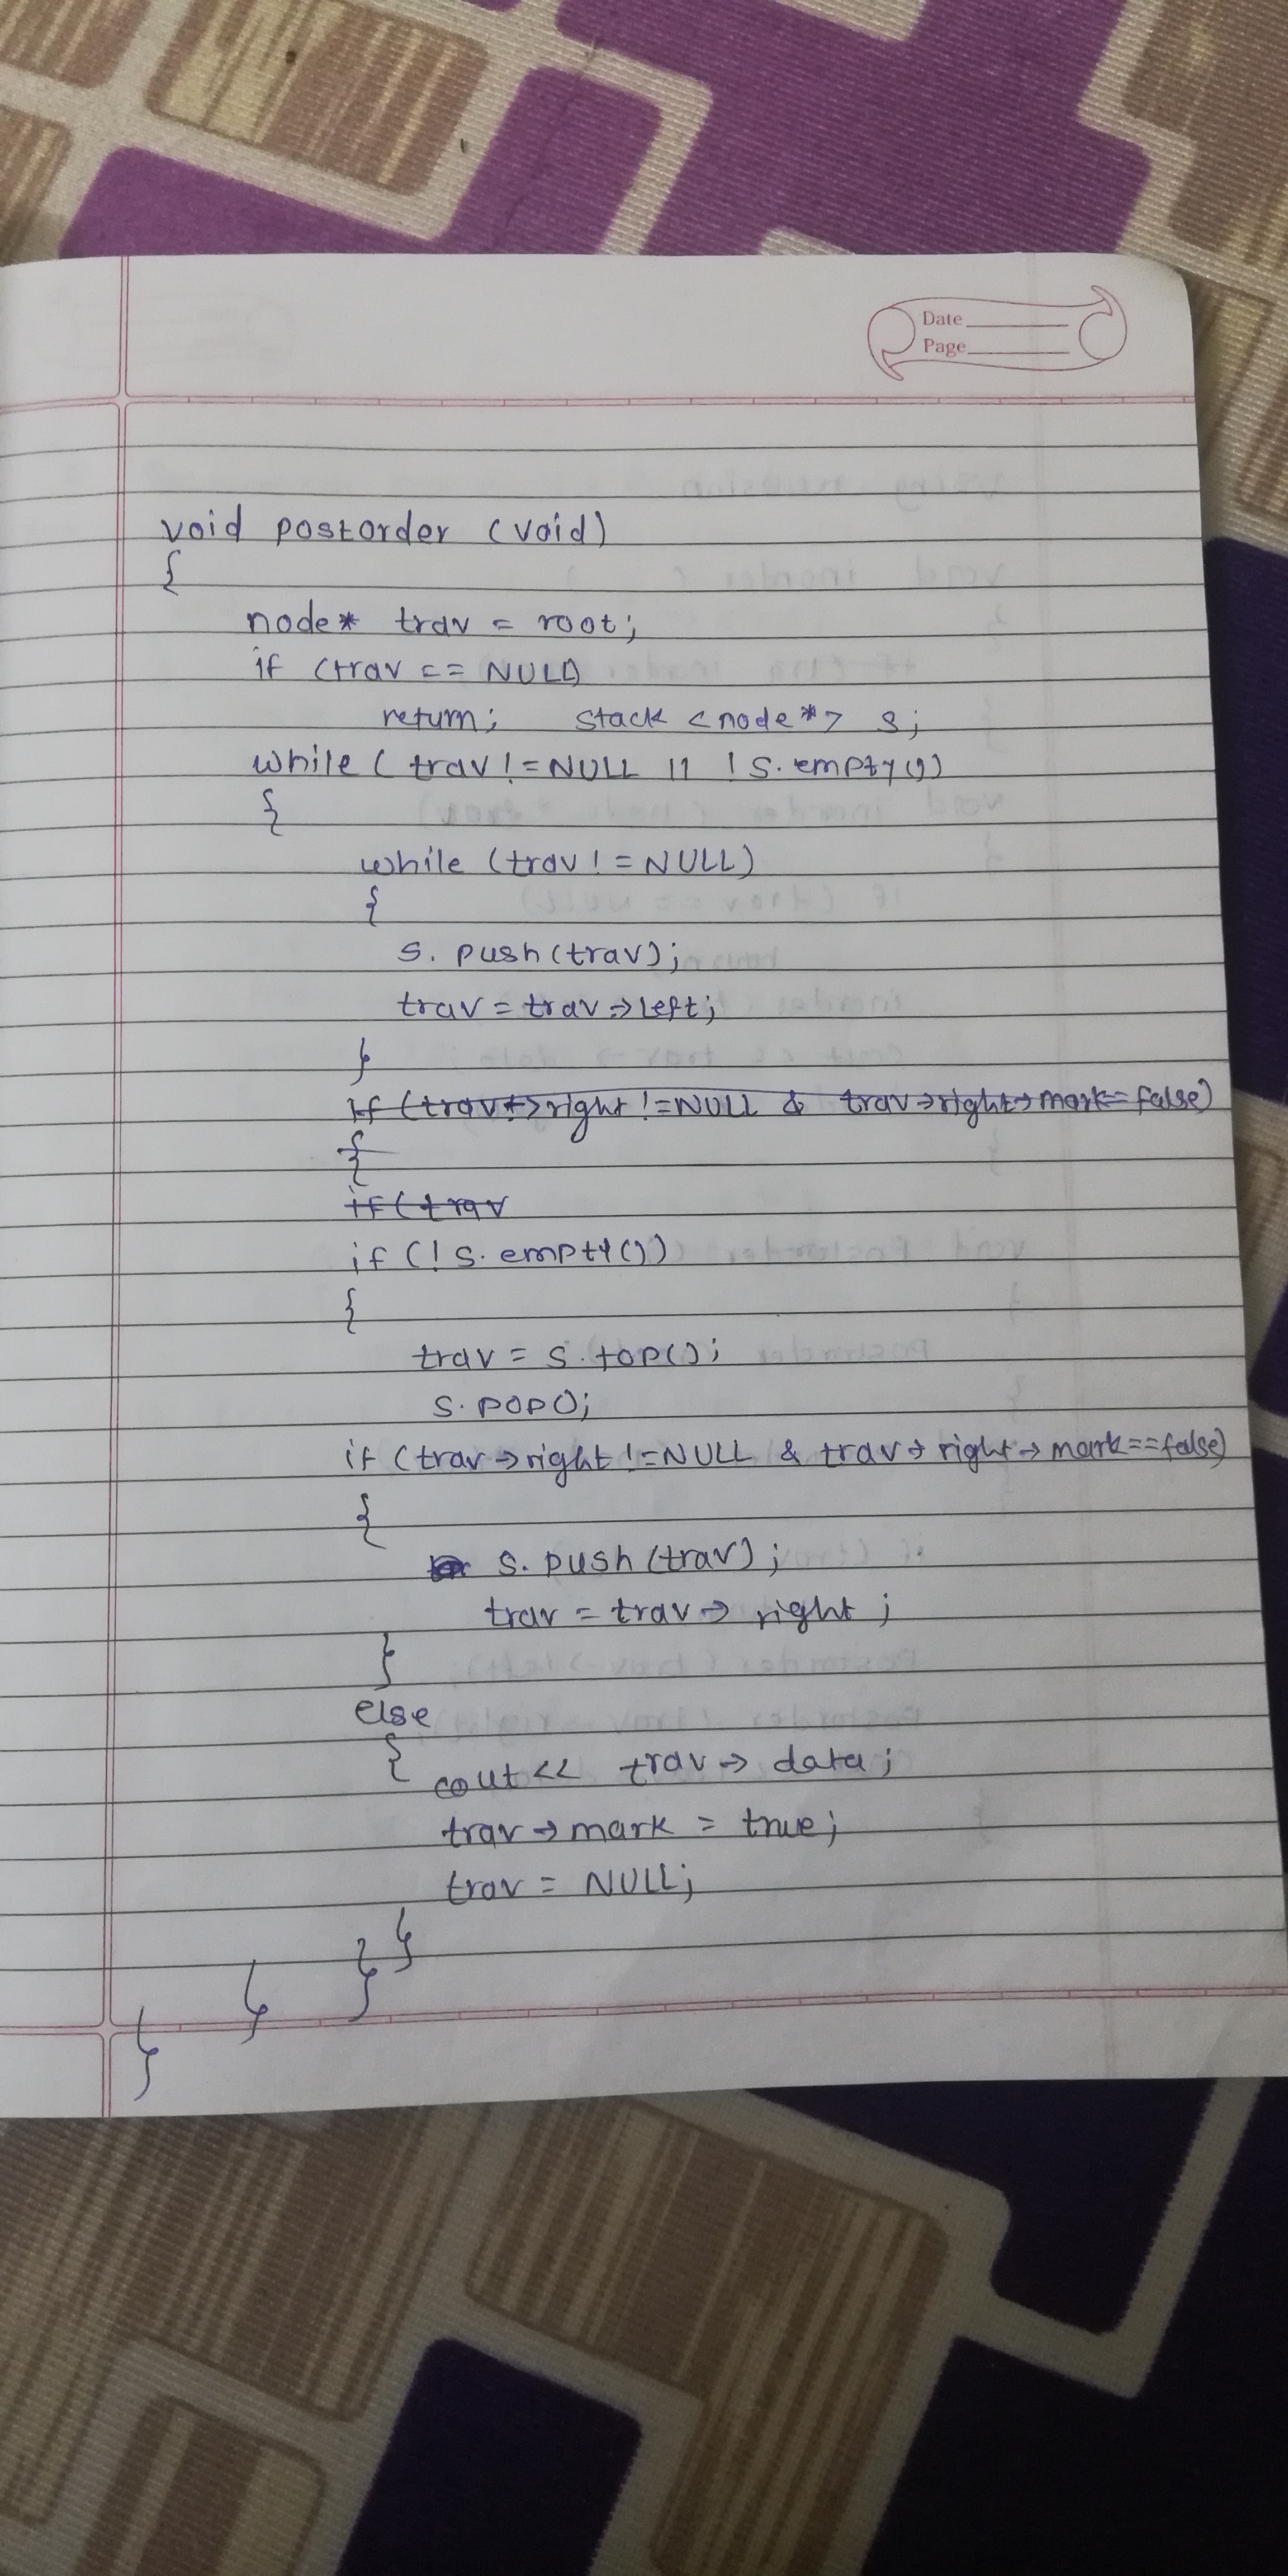 Date
Page
void postorder (void)
{
node* trav = root;
if (trav == NULL)
return; stack <node*> s;
while ( trav != NULL || !s.empty())
{
while (trav != NULL)
{
s. push(trav);
trav = trav->left;
}
if (trav->right != NULL & trav->right->mark=false)
{
if (trav
if (! s. empty())
{
trav = s.top();
s. pop();
if (trav->right != NULL & trav->right->mark==false)
{
s. push (trav);
trav = trav-> right ;
}
else
{ cout << trav-> data;
trav->mark = true;
trav = NULL;
}
}
}
}